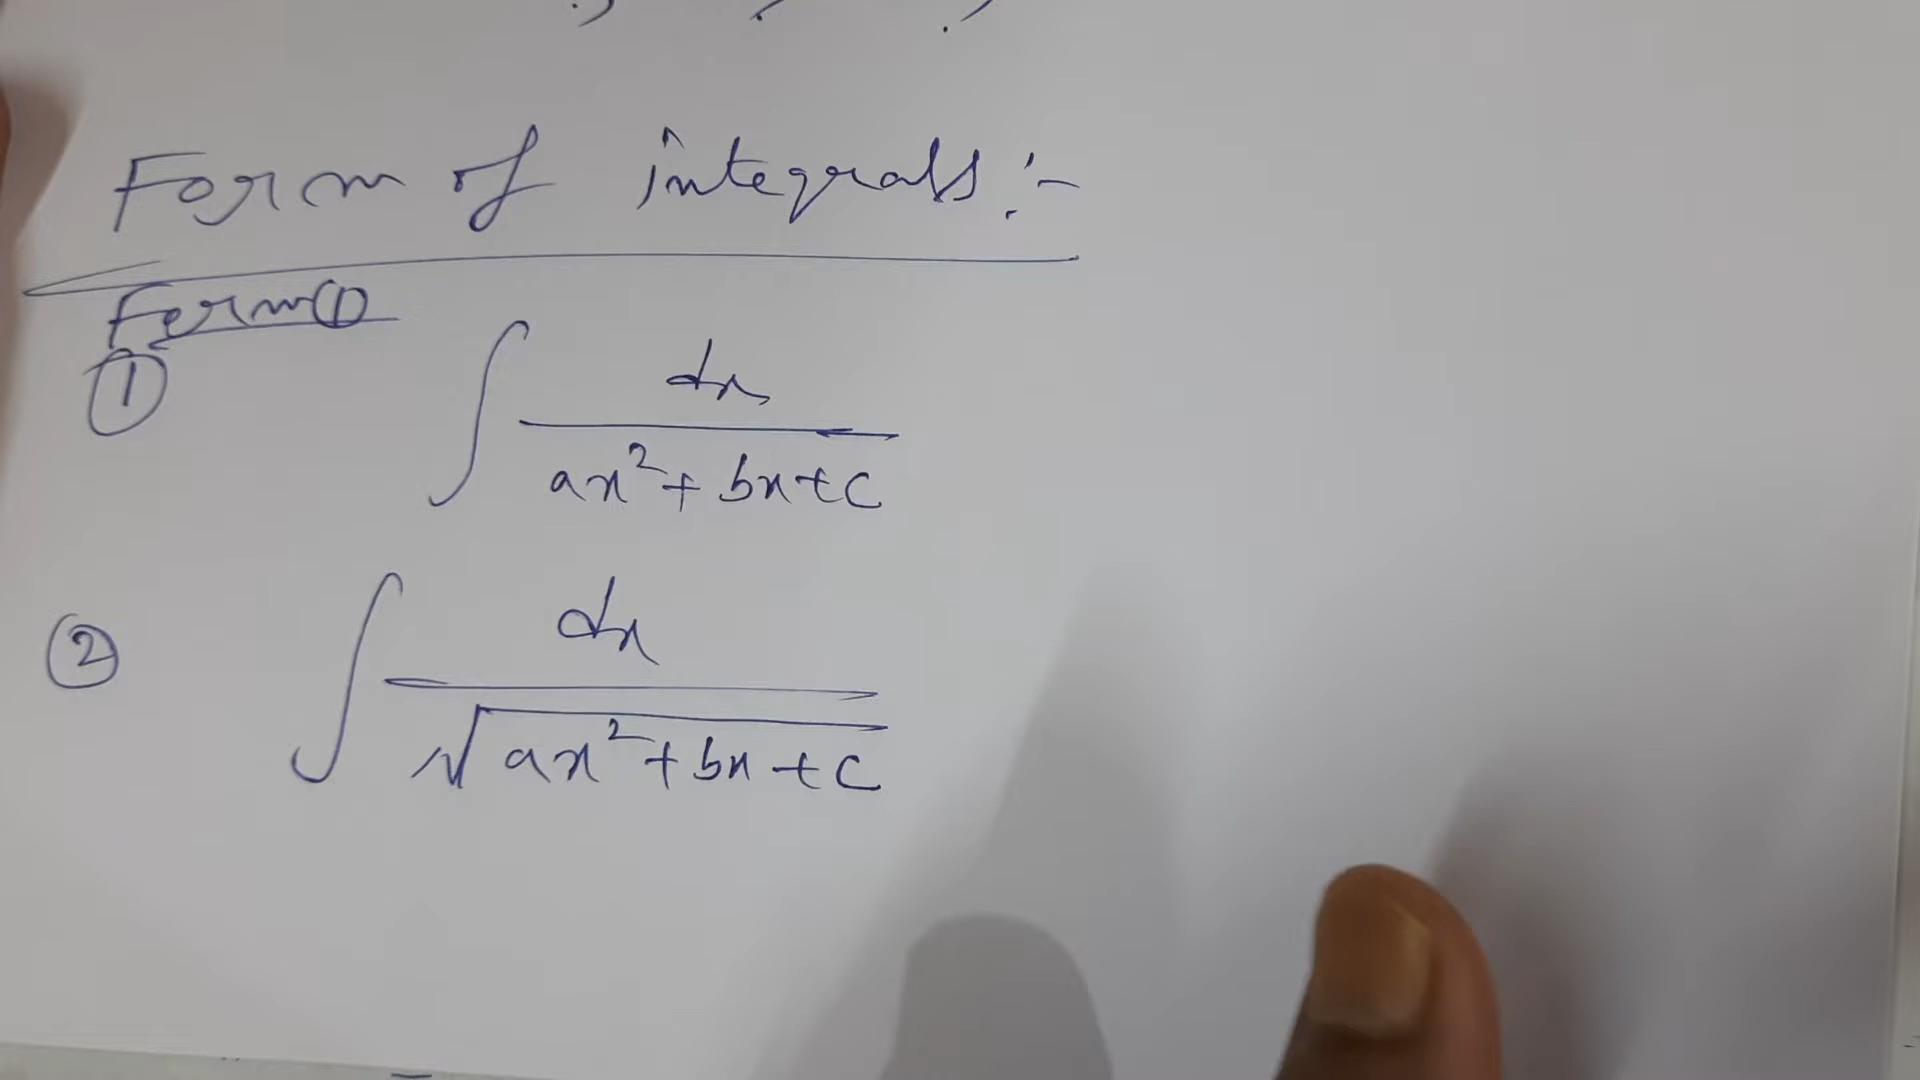 Form of integrals :-
Form ①
① ∫ dx / ax² + bx + c
② ∫ dx / √ax² + bx + c